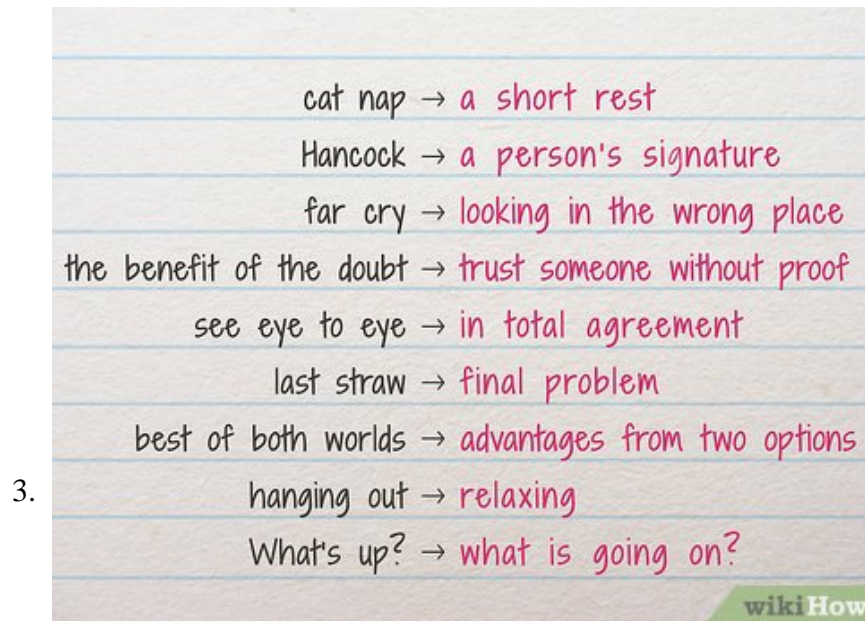 cat nap → a short rest
Hancock → a person's signature
far cry → looking in the wrong place
the benefit of the doubt → trust someone without proof
see eye to eye → in total agreement
last straw → final problem
best of both worlds → advantages from two options
3. hanging out → relaxing
What's up? → what is going on?
wikiHow